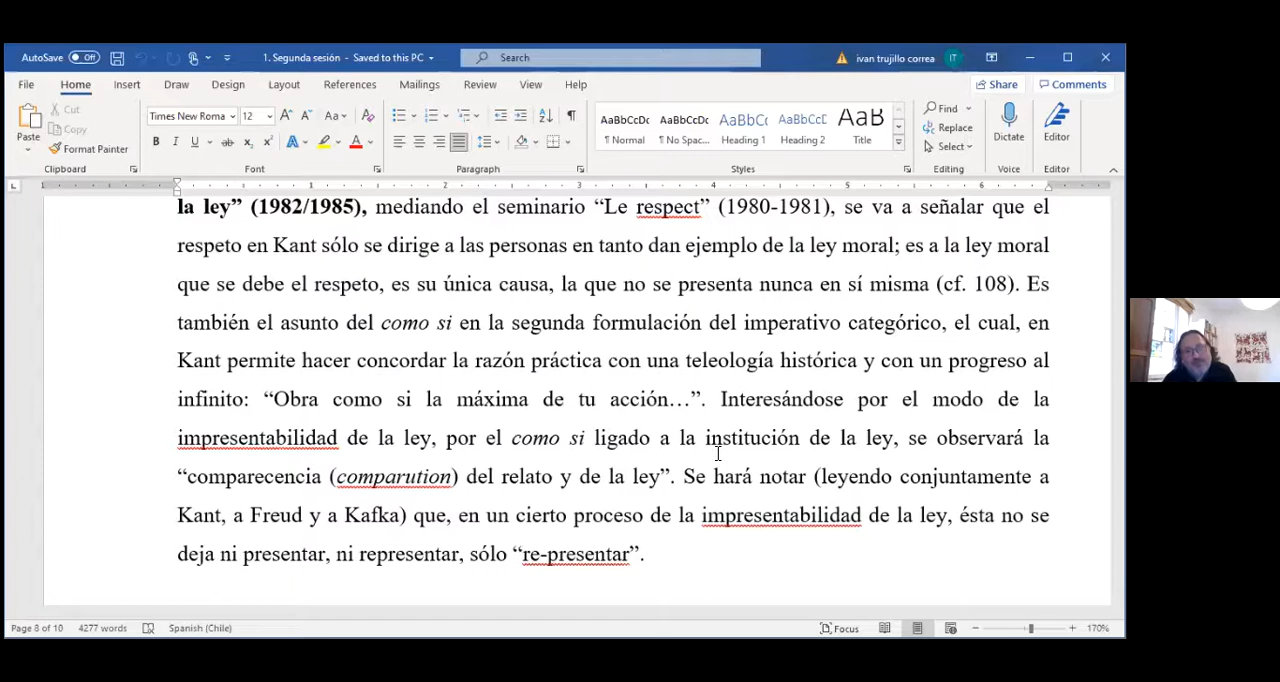 AutoSave Off 1. Segunda sesión - Saved to this PC Search ivan trujillo correa IT
File Home Insert Draw Design Layout References Mailings Review View Help Share Comments
Paste Cut Copy Format Painter
Times New Roma 12
AaBbCcDc AaBbCcDc AaBbCc AaBbCcD AaB
¶ Normal ¶ No Spac... Heading 1 Heading 2 Title
Find Replace Select Dictate Editor
Clipboard Font Paragraph Styles Editing Voice Editor
1 1 2 3 4 5 6
la ley” (1982/1985), mediando el seminario “Le respect” (1980-1981), se va a señalar que el
respeto en Kant sólo se dirige a las personas en tanto dan ejemplo de la ley moral; es a la ley moral
que se debe el respeto, es su única causa, la que no se presenta nunca en sí misma (cf. 108). Es
también el asunto del como si en la segunda formulación del imperativo categórico, el cual, en
Kant permite hacer concordar la razón práctica con una teleología histórica y con un progreso al
infinito: “Obra como si la máxima de tu acción…”. Interesándose por el modo de la
impresentabilidad de la ley, por el como si ligado a la institución de la ley, se observará la
“comparecencia (comparution) del relato y de la ley”. Se hará notar (leyendo conjuntamente a
Kant, a Freud y a Kafka) que, en un cierto proceso de la impresentabilidad de la ley, ésta no se
deja ni presentar, ni representar, sólo “re-presentar”.
Page 8 of 10 4277 words Spanish (Chile) Focus 170%